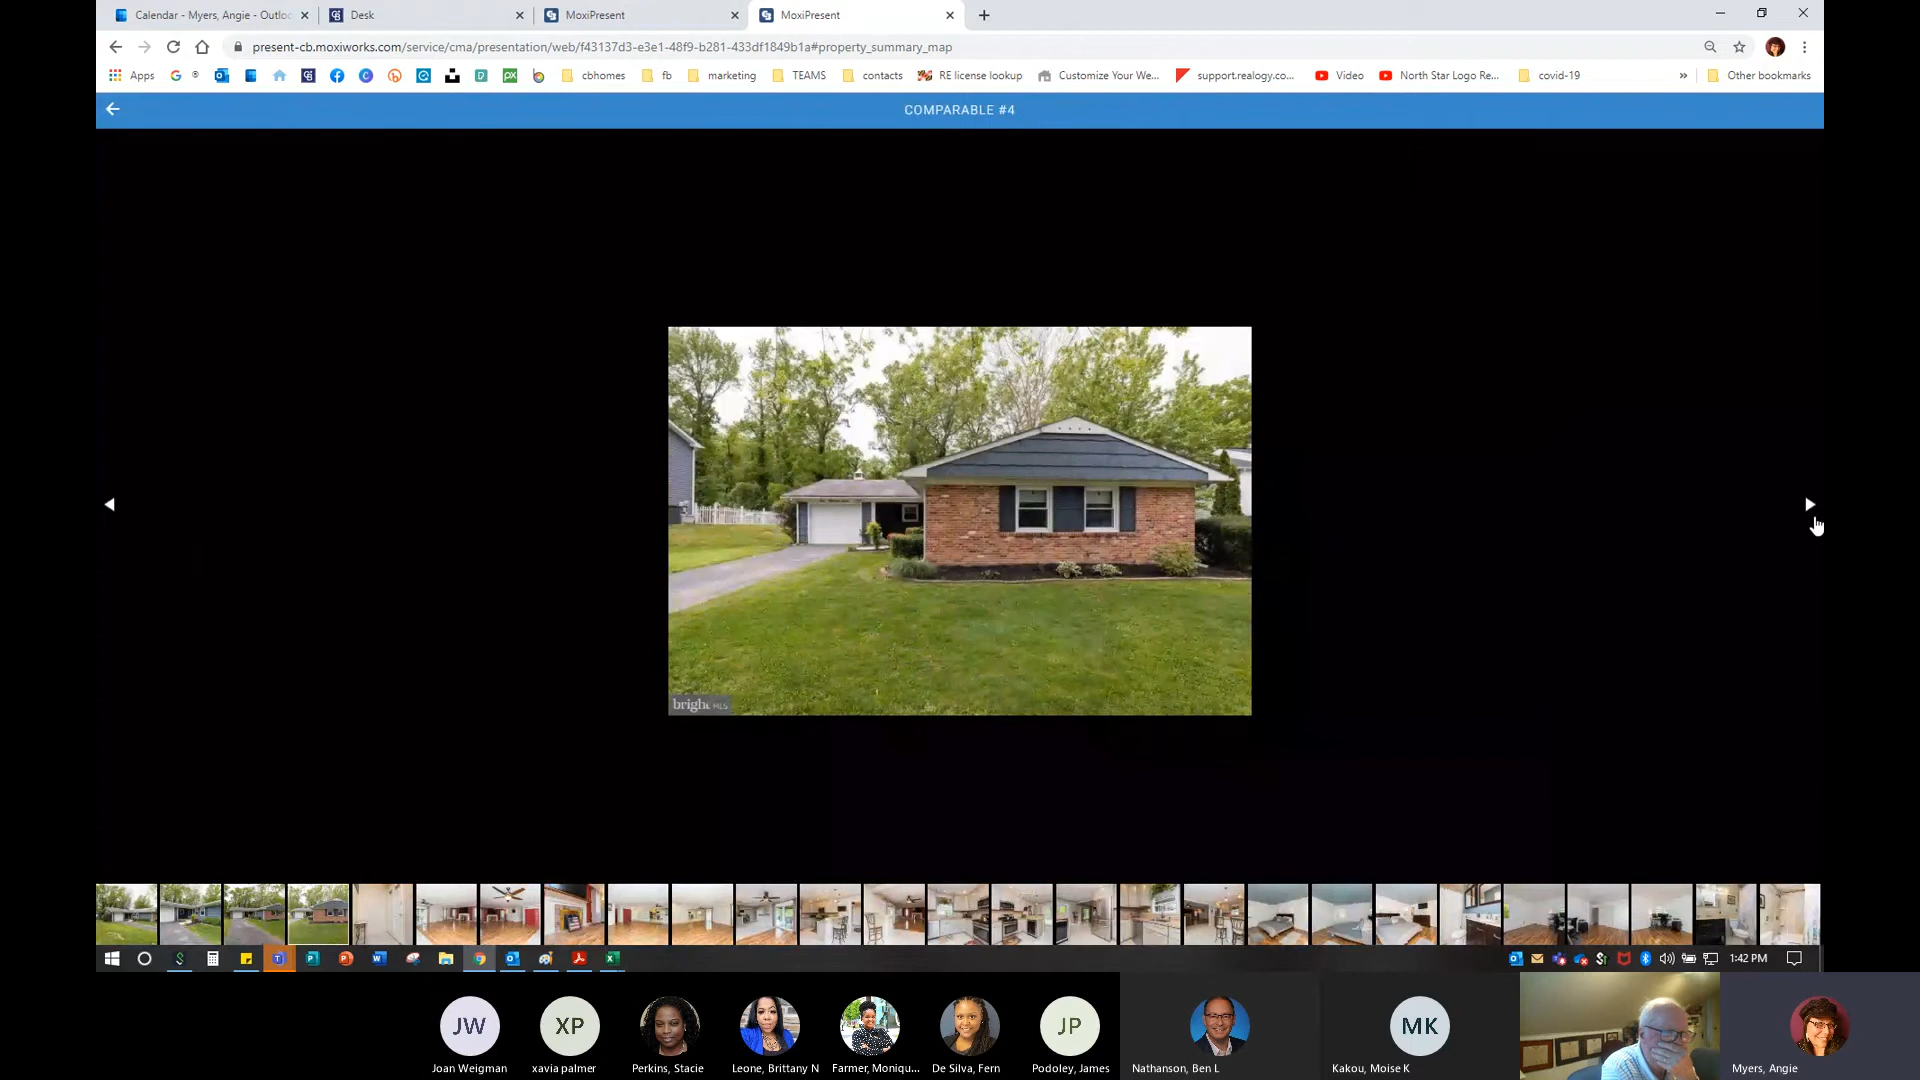 Calendar - Myers, Angie - Outloo
Desk
MoxiPresent
MoxiPresent
present-cb.moxiworks.com/service/cma/presentation/web/f43137d3-e3e1-48f9-b281-433df1849b1a#property_summary_map
Apps
cbhomes
fb
marketing
TEAMS
contacts
RE license lookup
Customize Your We...
support.realogy.co...
Video
North Star Logo Re...
covid-19
»
Other bookmarks
COMPARABLE #4
bright MLS
1:42 PM
JW
XP
JP
MK
Joan Weigman
xavia palmer
Perkins, Stacie
Leone, Brittany N
Farmer, Moniqu...
De Silva, Fern
Podoley, James
Nathanson, Ben L
Kakou, Moise K
Myers, Angie